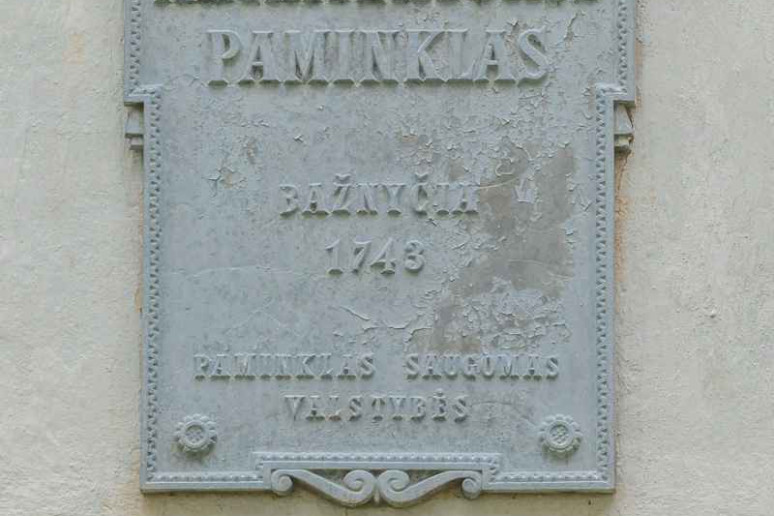 PAMINKLAS
BAŽNYČIA
1743
PAMINKLAS SAUGOMAS
VALSTYBĖS